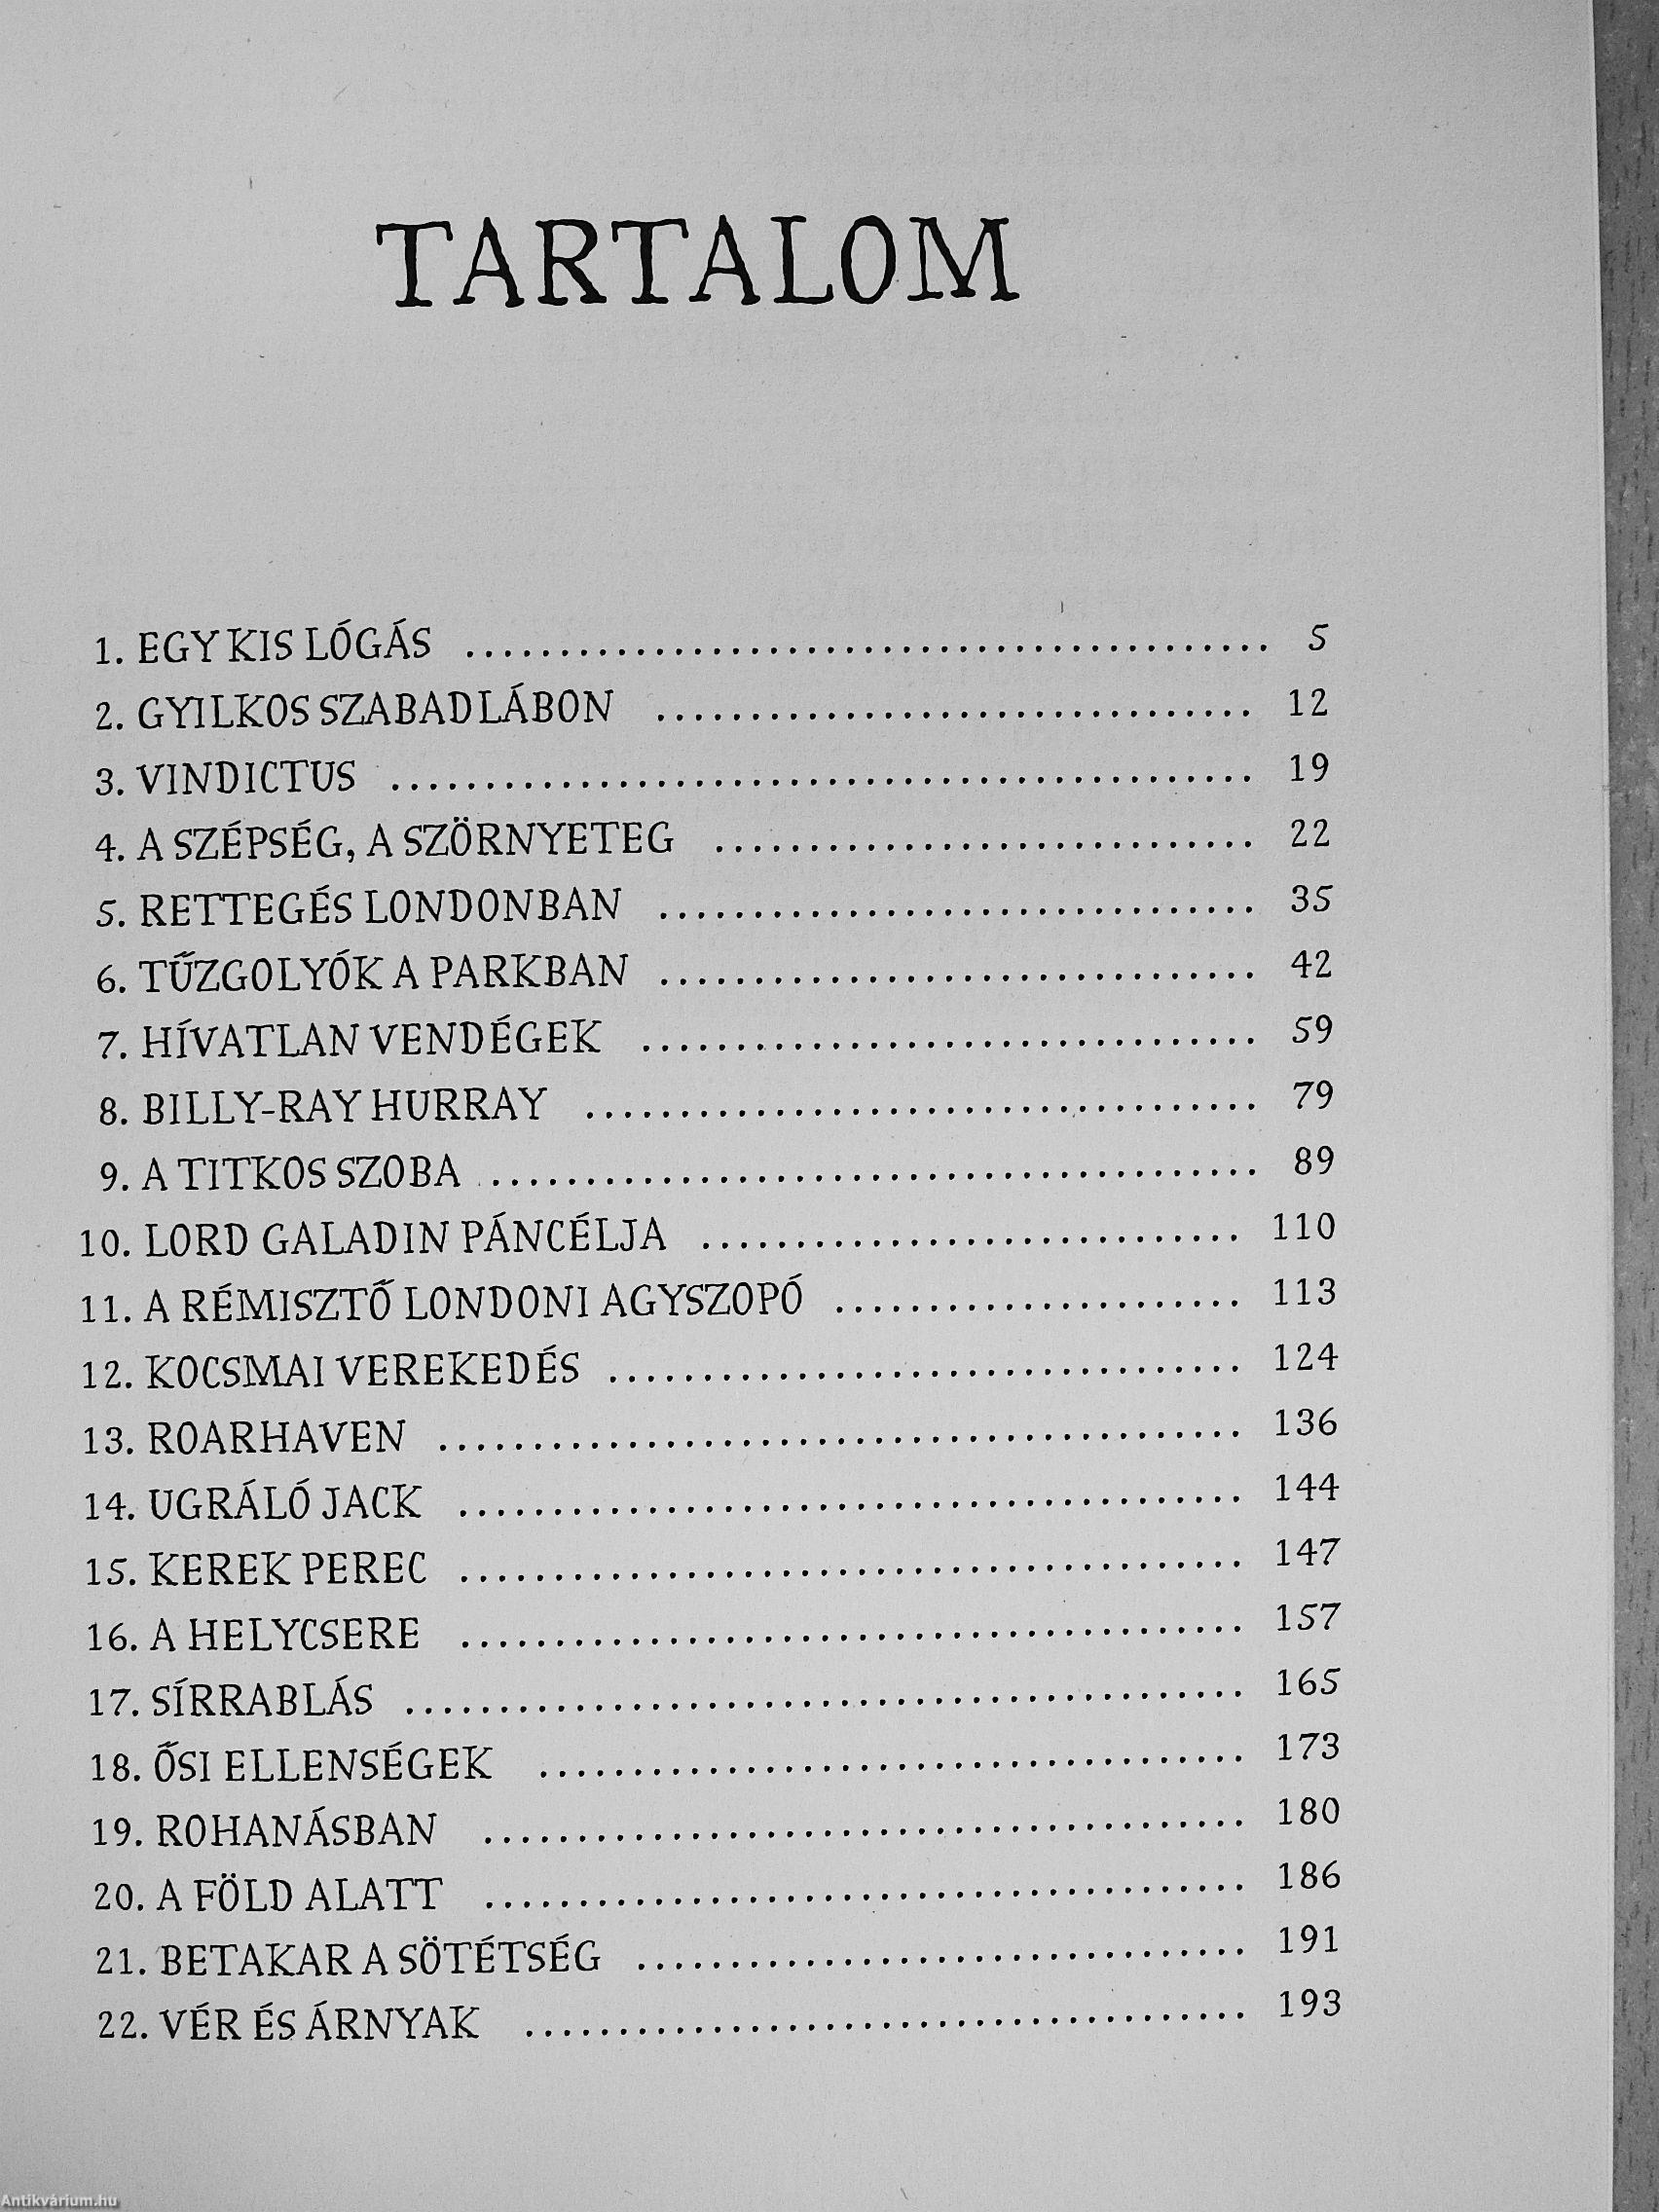 TARTALOM
1. EGY KIS LÓGÁS ........................................... 5
2. GYILKOS SZABADLÁBON ................................ 12
3. VINDICTUS .............................................. 19
4. A SZÉPSÉG, A SZÖRNYETEG ............................. 22
5. RETTEGÉS LONDONBAN ................................ 35
6. TŰZGOLYÓK A PARKBAN ................................ 42
7. HÍVATLAN VENDÉGEK ................................. 59
8. BILLY-RAY HURRAY .................................... 79
9. A TITKOS SZOBA ......................................... 89
10. LORD GALADIN PÁNCÉLJA ............................. 110
11. A RÉMISZTŐ LONDONI AGYSZOPÓ ...................... 113
12. KOCSMAI VEREKEDÉS .................................. 124
13. ROARHAVEN ........................................... 136
14. UGRÁLÓ JACK .......................................... 144
15. KEREK PEREC .......................................... 147
16. A HELYCSERE .......................................... 157
17. SÍRRABLÁS ............................................. 165
18. ŐSI ELLENSÉGEK ...................................... 173
19. ROHANÁSBAN ......................................... 180
20. A FÖLD ALATT ......................................... 186
21. BETAKAR A SÖTÉTSÉG ................................. 191
22. VÉR ÉS ÁRNYAK ....................................... 193
Antikvárium.hu